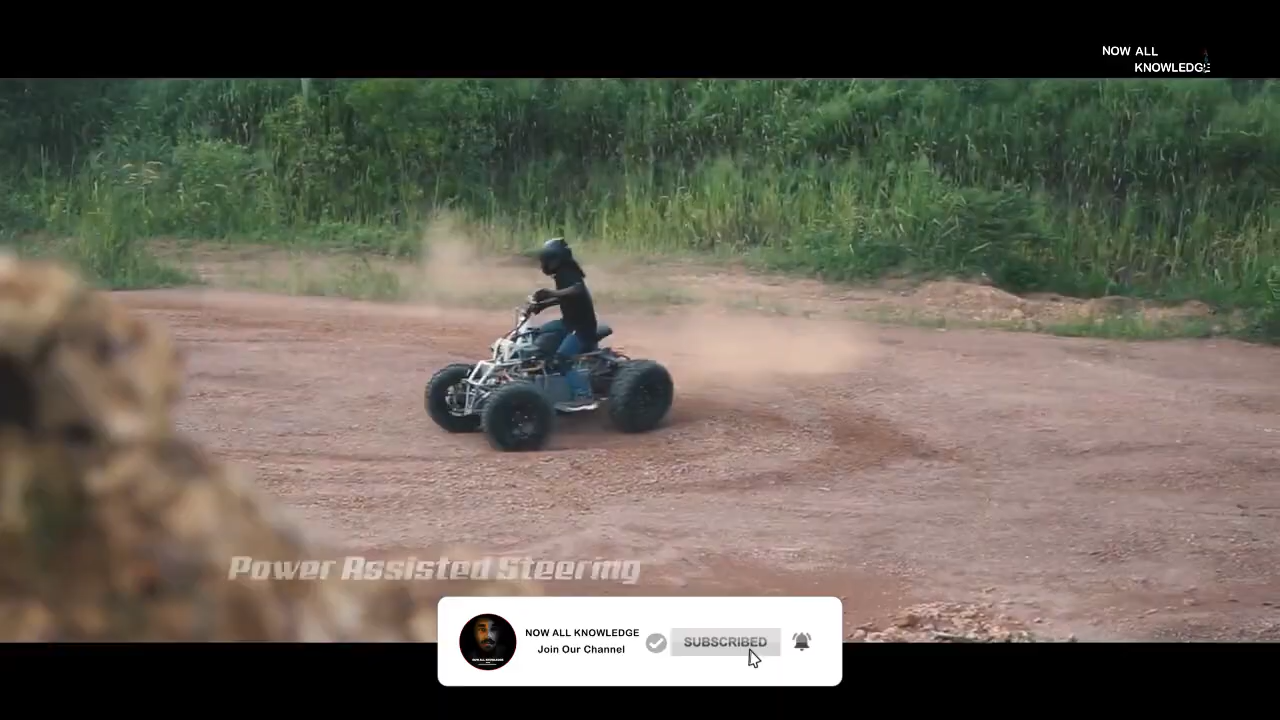 NOW ALL
KNOWLEDGE
Power Assisted Steering
NOW ALL KNOWLEDGE
Join Our Channel
SUBSCRIBED